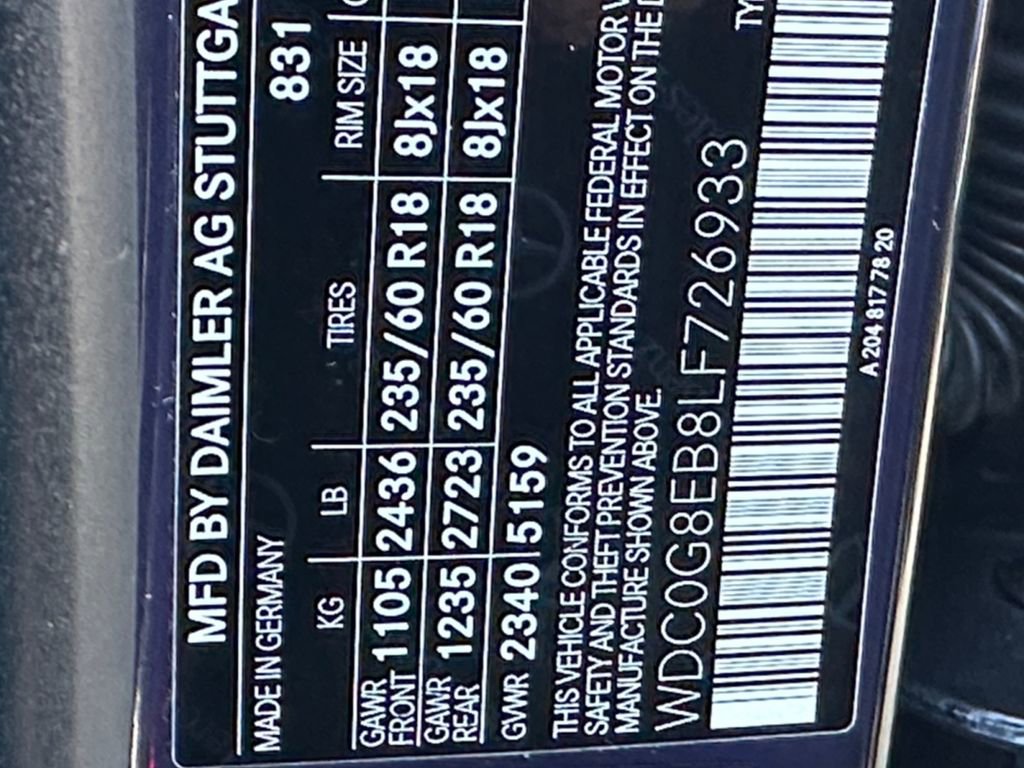 MFD BY DAIMLER AG STUTTGA
MADE IN GERMANY 831
KG LB TIRES RIM SIZE
GAWR FRONT 1105 2436 235/60 R18 8Jx18
GAWR REAR 1235 2723 235/60 R18 8Jx18
GVWR 2340 5159
THIS VEHICLE CONFORMS TO ALL APPLICABLE FEDERAL MOTOR
SAFETY AND THEFT PREVENTION STANDARDS IN EFFECT ON THE
MANUFACTURE SHOWN ABOVE.
WDC0G8EB8LF726933 TY
A 204 817 78 20